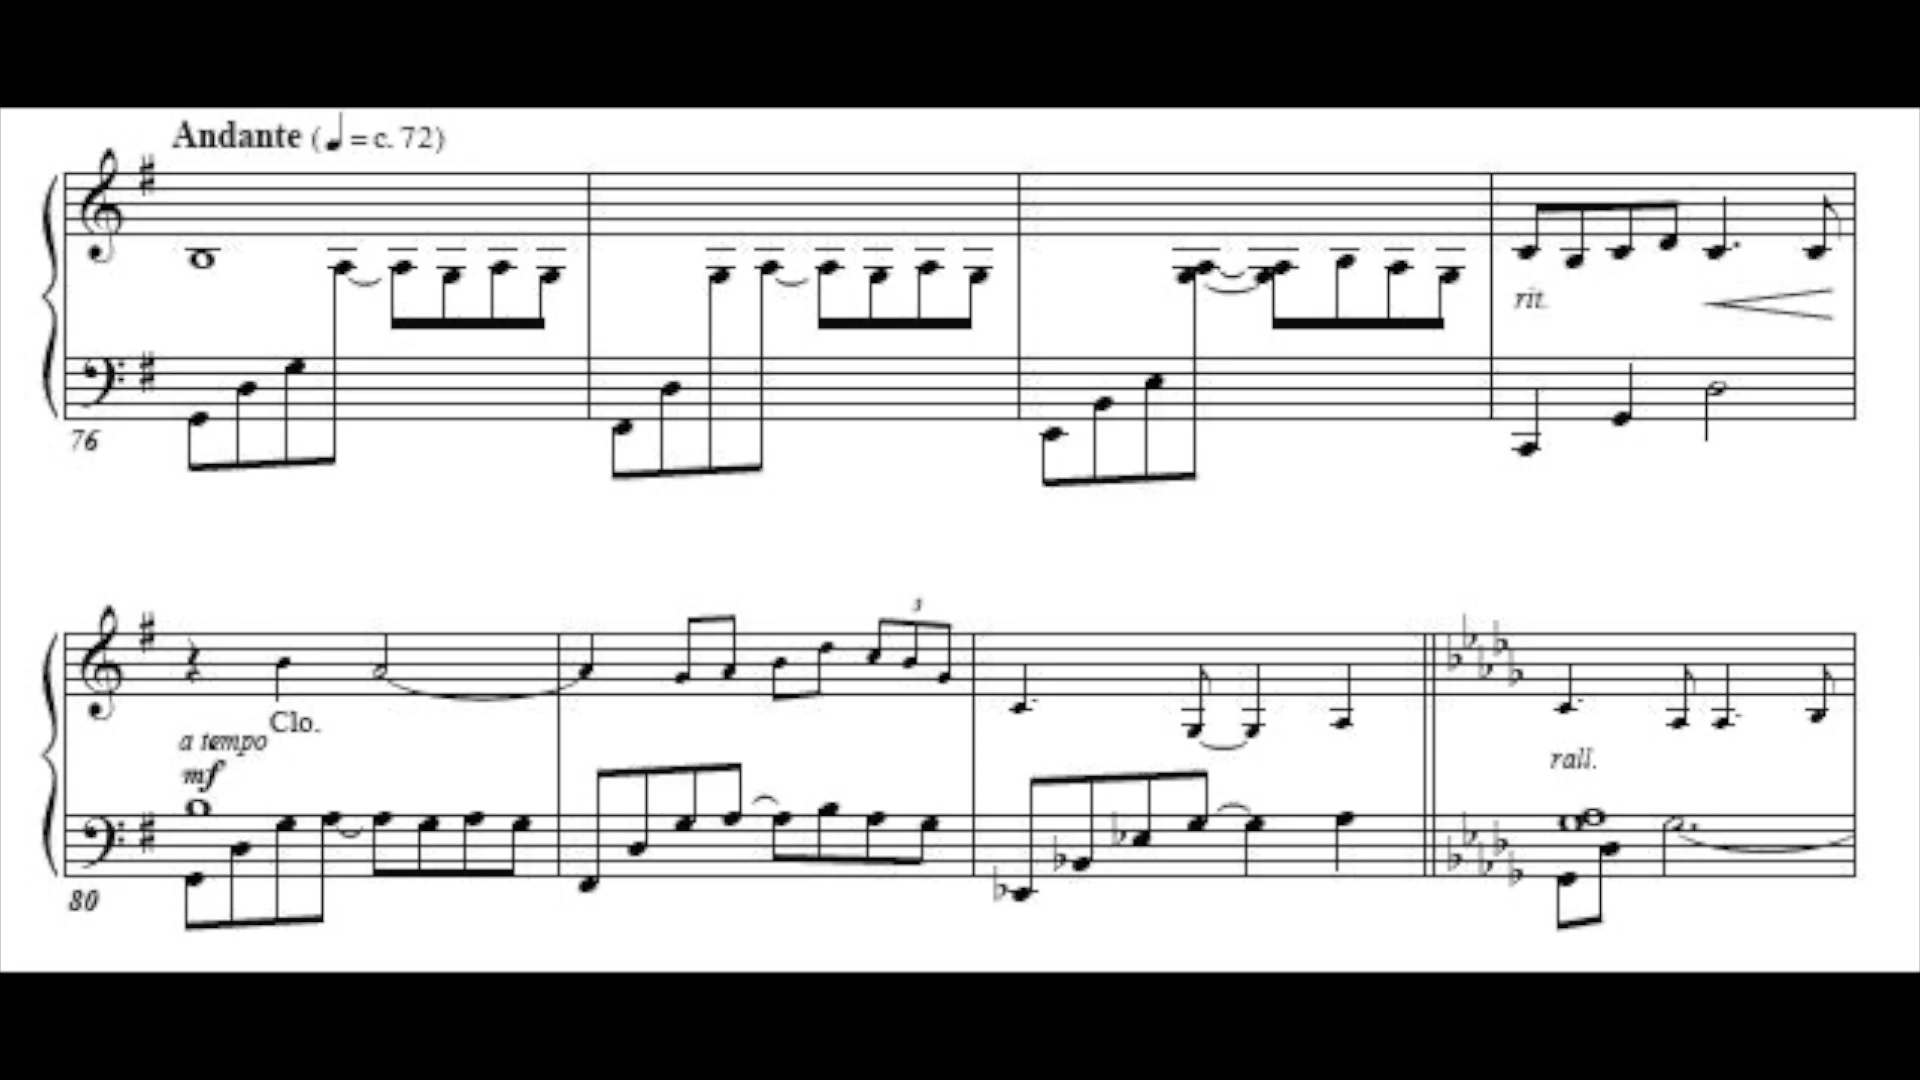 Andante (♩= c. 72)
rit.
76
3
Clo.
a tempo
mf
rall.
80